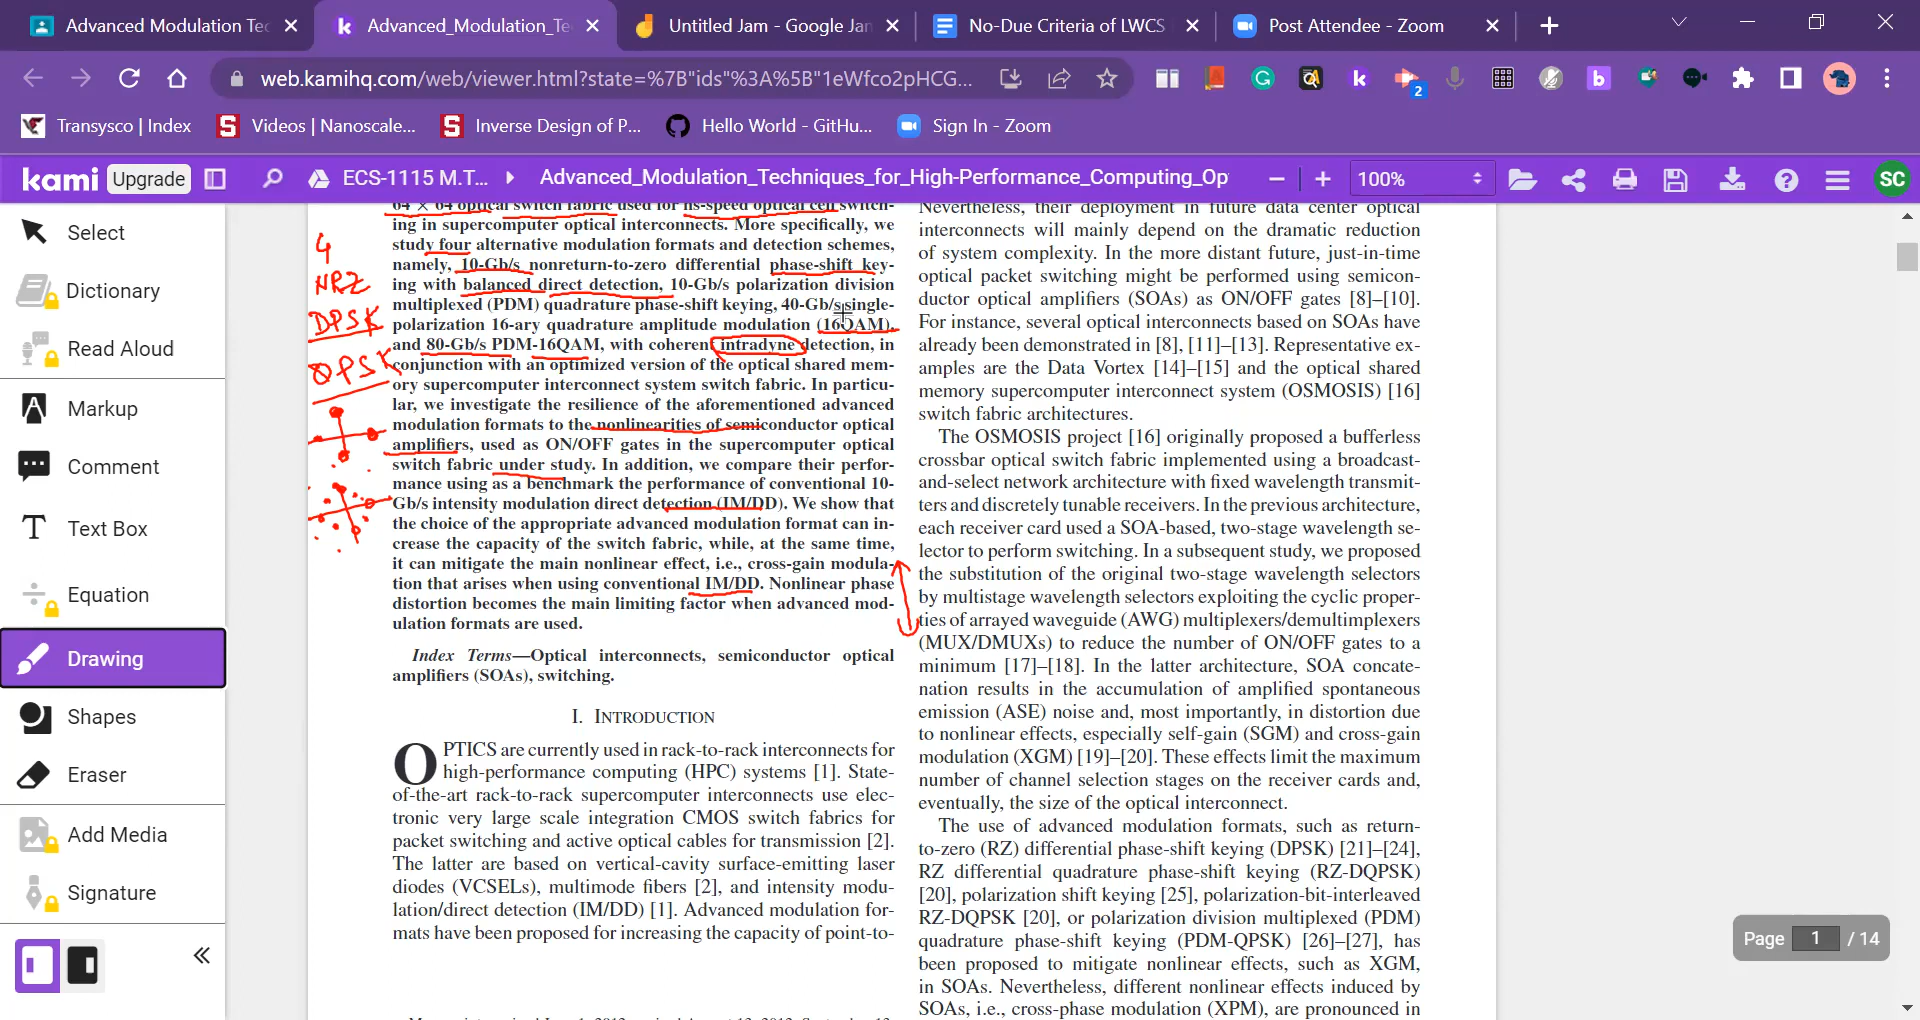 Advanced Modulation Tec
Advanced_Modulation_Te
Untitled Jam - Google Jan
No-Due Criteria of LWCS
Post Attendee - Zoom
web.kamihq.com/web/viewer.html?state=%7B"ids"%3A%5B"1eWfco2pHCG...
2
Transysco | Index
Videos | Nanoscale...
Inverse Design of P...
Hello World - GitHu...
Sign In - Zoom
kami
Upgrade
ECS-1115 M.T...
Advanced_Modulation_Techniques_for_High-Performance_Computing_Op
100%
SC
Select
Dictionary
Read Aloud
Markup
Comment
Text Box
Equation
Drawing
Shapes
Eraser
Add Media
Signature
4
NRZ
DPSK
QPSK
64 × 64 optical switch fabric used for ns-speed optical cell switch-
ing in supercomputer optical interconnects. More specifically, we
study four alternative modulation formats and detection schemes,
namely, 10-Gb/s nonreturn-to-zero differential phase-shift key-
ing with balanced direct detection, 10-Gb/s polarization division
multiplexed (PDM) quadrature phase-shift keying, 40-Gb/s single-
polarization 16-ary quadrature amplitude modulation (16QAM),
and 80-Gb/s PDM-16QAM, with coherent intradyne detection, in
conjunction with an optimized version of the optical shared mem-
ory supercomputer interconnect system switch fabric. In particu-
lar, we investigate the resilience of the aforementioned advanced
modulation formats to the nonlinearities of semiconductor optical
amplifiers, used as ON/OFF gates in the supercomputer optical
switch fabric under study. In addition, we compare their perfor-
mance using as a benchmark the performance of conventional 10-
Gb/s intensity modulation direct detection (IM/DD). We show that
the choice of the appropriate advanced modulation format can in-
crease the capacity of the switch fabric, while, at the same time,
it can mitigate the main nonlinear effect, i.e., cross-gain modula-
tion that arises when using conventional IM/DD. Nonlinear phase
distortion becomes the main limiting factor when advanced mod-
ulation formats are used.
Index Terms—Optical interconnects, semiconductor optical
amplifiers (SOAs), switching.
I. INTRODUCTION
OPTICS are currently used in rack-to-rack interconnects for
high-performance computing (HPC) systems [1]. State-
of-the-art rack-to-rack supercomputer interconnects use elec-
tronic very large scale integration CMOS switch fabrics for
packet switching and active optical cables for transmission [2].
The latter are based on vertical-cavity surface-emitting laser
diodes (VCSELs), multimode fibers [2], and intensity modu-
lation/direct detection (IM/DD) [1]. Advanced modulation for-
mats have been proposed for increasing the capacity of point-to-
Nevertheless, their deployment in future data center optical
interconnects will mainly depend on the dramatic reduction
of system complexity. In the more distant future, just-in-time
optical packet switching might be performed using semicon-
ductor optical amplifiers (SOAs) as ON/OFF gates [8]–[10].
For instance, several optical interconnects based on SOAs have
already been demonstrated in [8], [11]–[13]. Representative ex-
amples are the Data Vortex [14]–[15] and the optical shared
memory supercomputer interconnect system (OSMOSIS) [16]
switch fabric architectures.
The OSMOSIS project [16] originally proposed a bufferless
crossbar optical switch fabric implemented using a broadcast-
and-select network architecture with fixed wavelength transmit-
ters and discretely tunable receivers. In the previous architecture,
each receiver card used a SOA-based, two-stage wavelength se-
lector to perform switching. In a subsequent study, we proposed
the substitution of the original two-stage wavelength selectors
by multistage wavelength selectors exploiting the cyclic proper-
ties of arrayed waveguide (AWG) multiplexers/demultimplexers
(MUX/DMUXs) to reduce the number of ON/OFF gates to a
minimum [17]–[18]. In the latter architecture, SOA concate-
nation results in the accumulation of amplified spontaneous
emission (ASE) noise and, most importantly, in distortion due
to nonlinear effects, especially self-gain (SGM) and cross-gain
modulation (XGM) [19]–[20]. These effects limit the maximum
number of channel selection stages on the receiver cards and,
eventually, the size of the optical interconnect.
The use of advanced modulation formats, such as return-
to-zero (RZ) differential phase-shift keying (DPSK) [21]–[24],
RZ differential quadrature phase-shift keying (RZ-DQPSK)
[20], polarization shift keying [25], polarization-bit-interleaved
RZ-DQPSK [20], or polarization division multiplexed (PDM)
quadrature phase-shift keying (PDM-QPSK) [26]–[27], has
been proposed to mitigate nonlinear effects, such as XGM,
in SOAs. Nevertheless, different nonlinear effects induced by
SOAs, i.e., cross-phase modulation (XPM), are pronounced in
Page 1 / 14